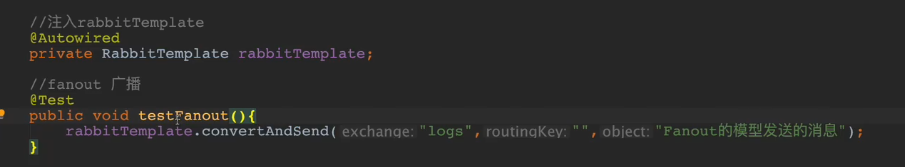 //注入rabbitTemplate
@Autowired
private RabbitTemplate rabbitTemplate;
//fanout 广播
@Test
public void testFanout(){
rabbitTemplate.convertAndSend( exchange: "logs", routingKey: "", object: "Fanout的模型发送的消息");
}